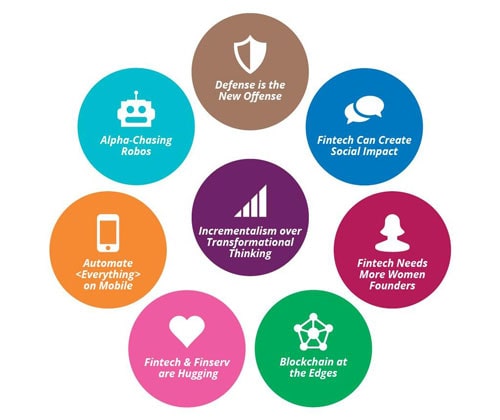 Defense is the
New Offense
Alpha-Chasing
Robos
Fintech Can Create
Social Impact
Incrementalism over
Transformational
Thinking
Automate
<Everything>
on Mobile
Fintech Needs
More Women
Founders
Fintech & Finserv
are Hugging
Blockchain at
the Edges